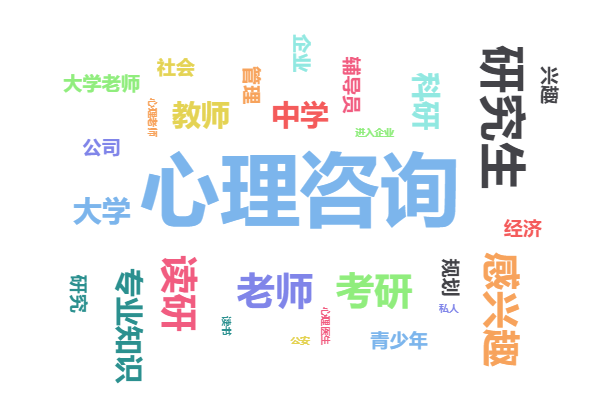 企业
研究生
社会
辅导员
管理
兴趣
大学老师
科研
心理老师
教师
中学
进入企业
公司
心理咨询
大学
经济
读研
感兴趣
规划
专业知识
研究
老师
考研
私人
心理医生
读书
青少年
公安